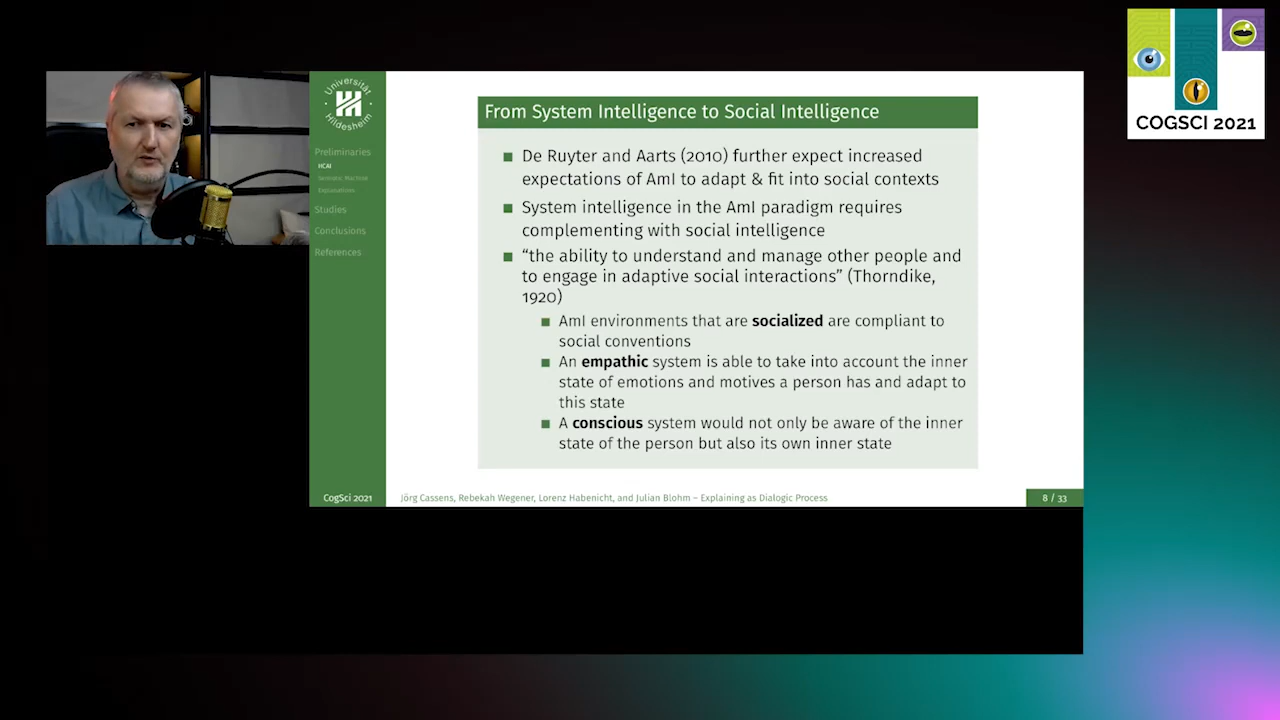 COGSCI 2021
Universität
Hildesheim
Preliminaries
HCAI
Semiosis, Machine
Explanations
Studies
Conclusions
References
CogSci 2021
From System Intelligence to Social Intelligence
De Ruyter and Aarts (2010) further expect increased
expectations of AmI to adapt & fit into social contexts
System intelligence in the AmI paradigm requires
complementing with social intelligence
“the ability to understand and manage other people and
to engage in adaptive social interactions” (Thorndike,
1920)
AmI environments that are socialized are compliant to
social conventions
An empathic system is able to take into account the inner
state of emotions and motives a person has and adapt to
this state
A conscious system would not only be aware of the inner
state of the person but also its own inner state
Jörg Cassens, Rebekah Wegener, Lorenz Habenicht, and Julian Blohm – Explaining as Dialogic Process
8 / 33